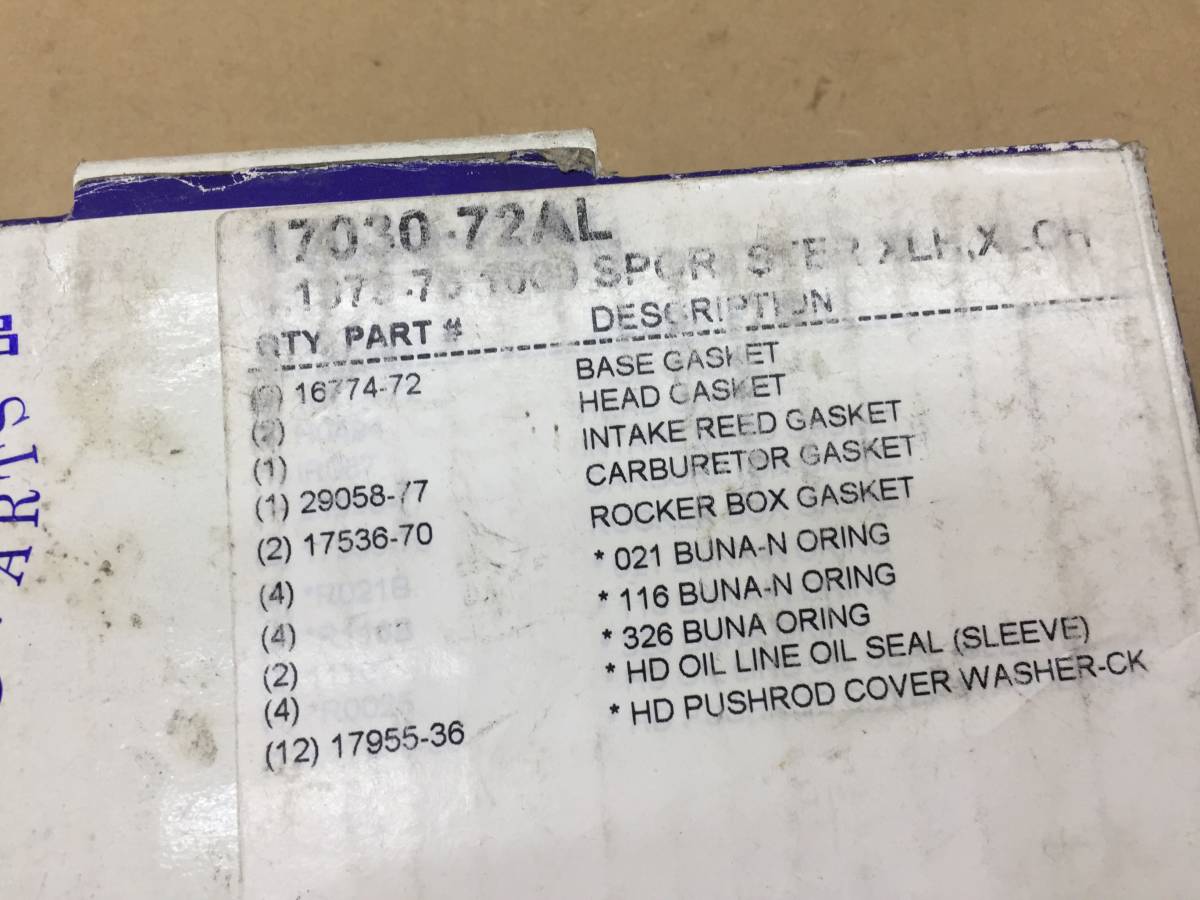 17030-72AL
SPORTSTER XLH,XLCH
QTY PART # DESCRIPTION
16774-72 BASE GASKET
(2) HEAD GASKET
(1) INTAKE REED GASKET
(1) 29058-77 CARBURETOR GASKET
(2) 17536-70 ROCKER BOX GASKET
(4) *R021B * 021 BUNA-N ORING
(4) * 116 BUNA-N ORING
(2) * 326 BUNA ORING
(4) * HD OIL LINE OIL SEAL (SLEEVE)
(12) 17955-36 * HD PUSHROD COVER WASHER-CK
ARTS